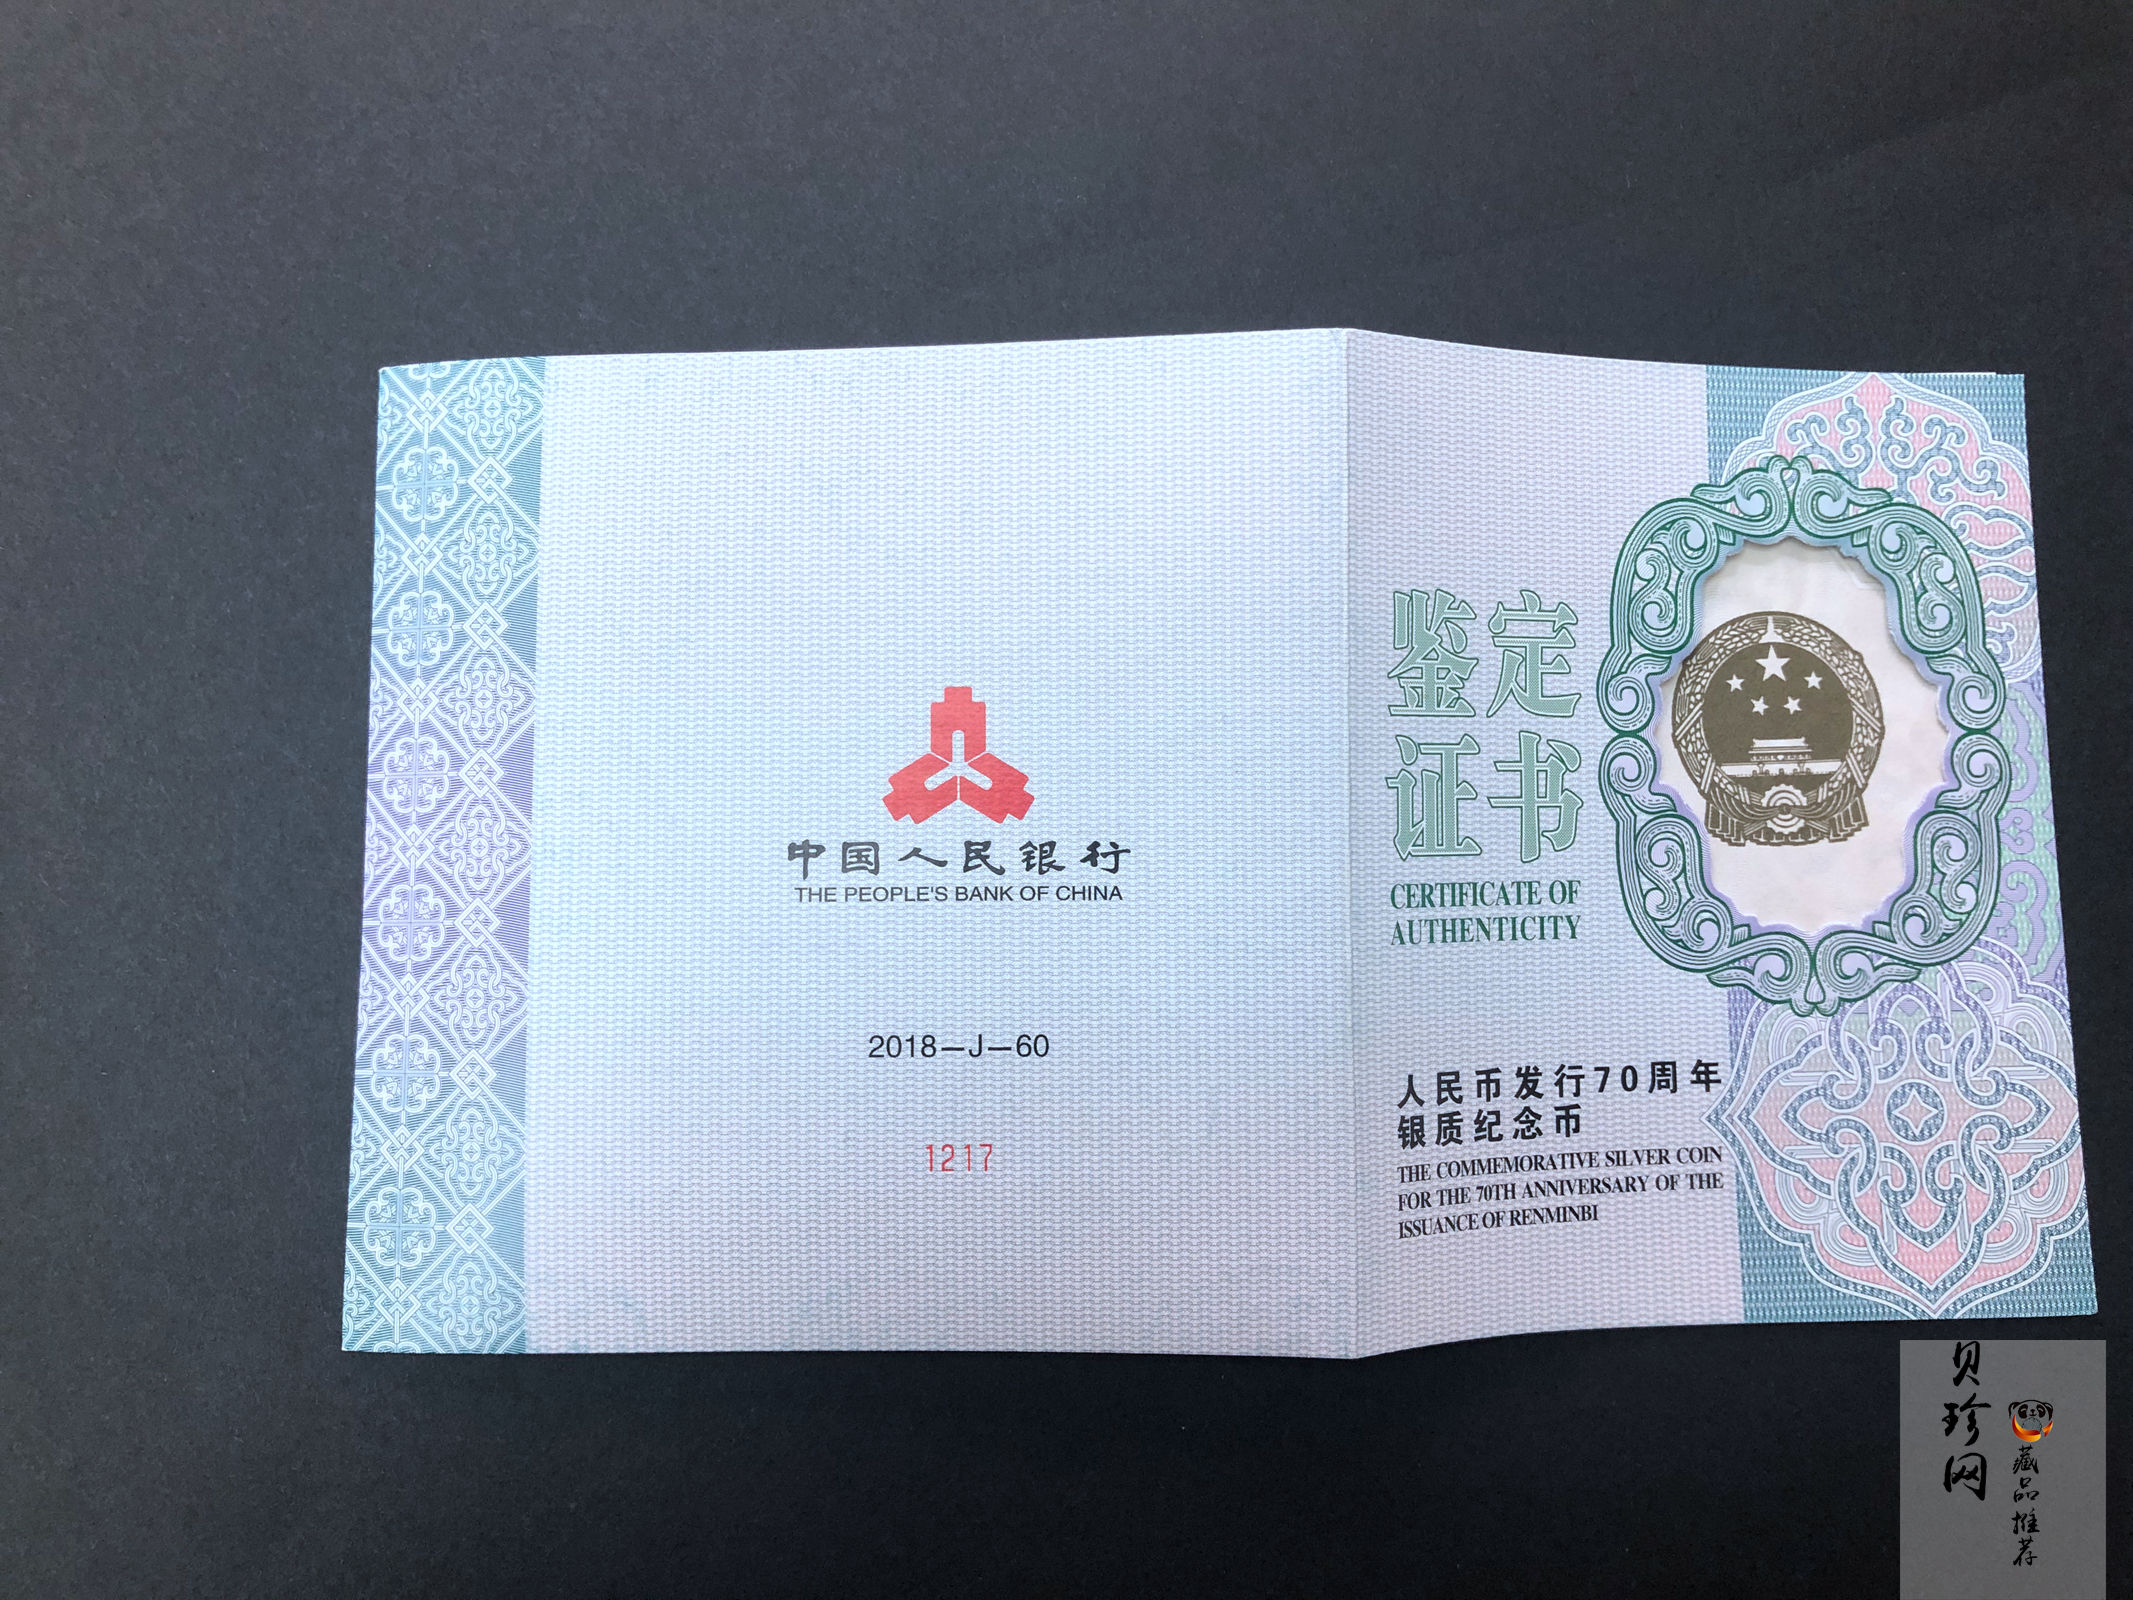 中国人民银行
THE PEOPLE'S BANK OF CHINA
2018—J—60
1217
鉴定
证书
CERTIFICATE OF
AUTHENTICITY
人民币发行70周年
银质纪念币
THE COMMEMORATIVE SILVER COIN
FOR THE 70TH ANNIVERSARY OF THE
ISSUANCE OF RENMINBI
贝珍网
藏品推荐